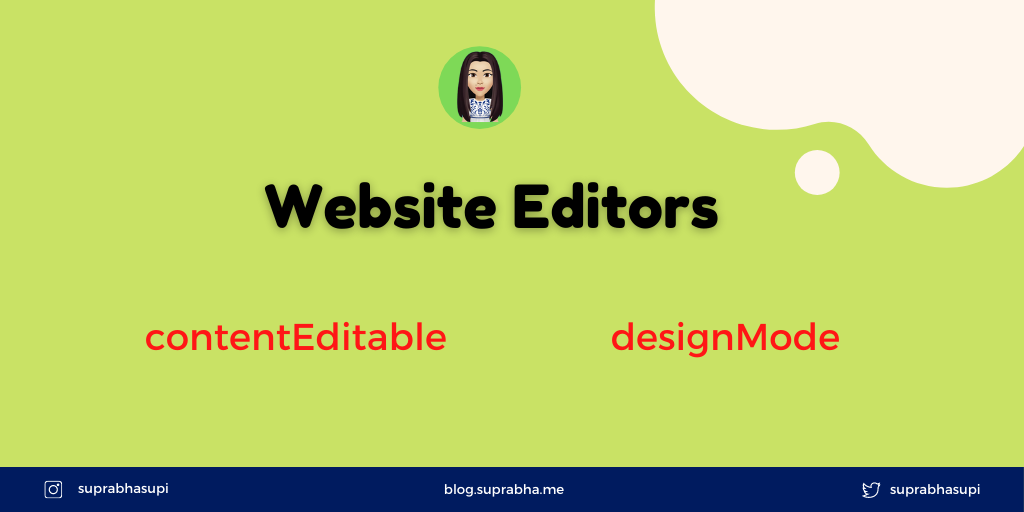 Website Editors
contentEditable
designMode
suprabhasupi
blog.suprabha.me
suprabhasupi